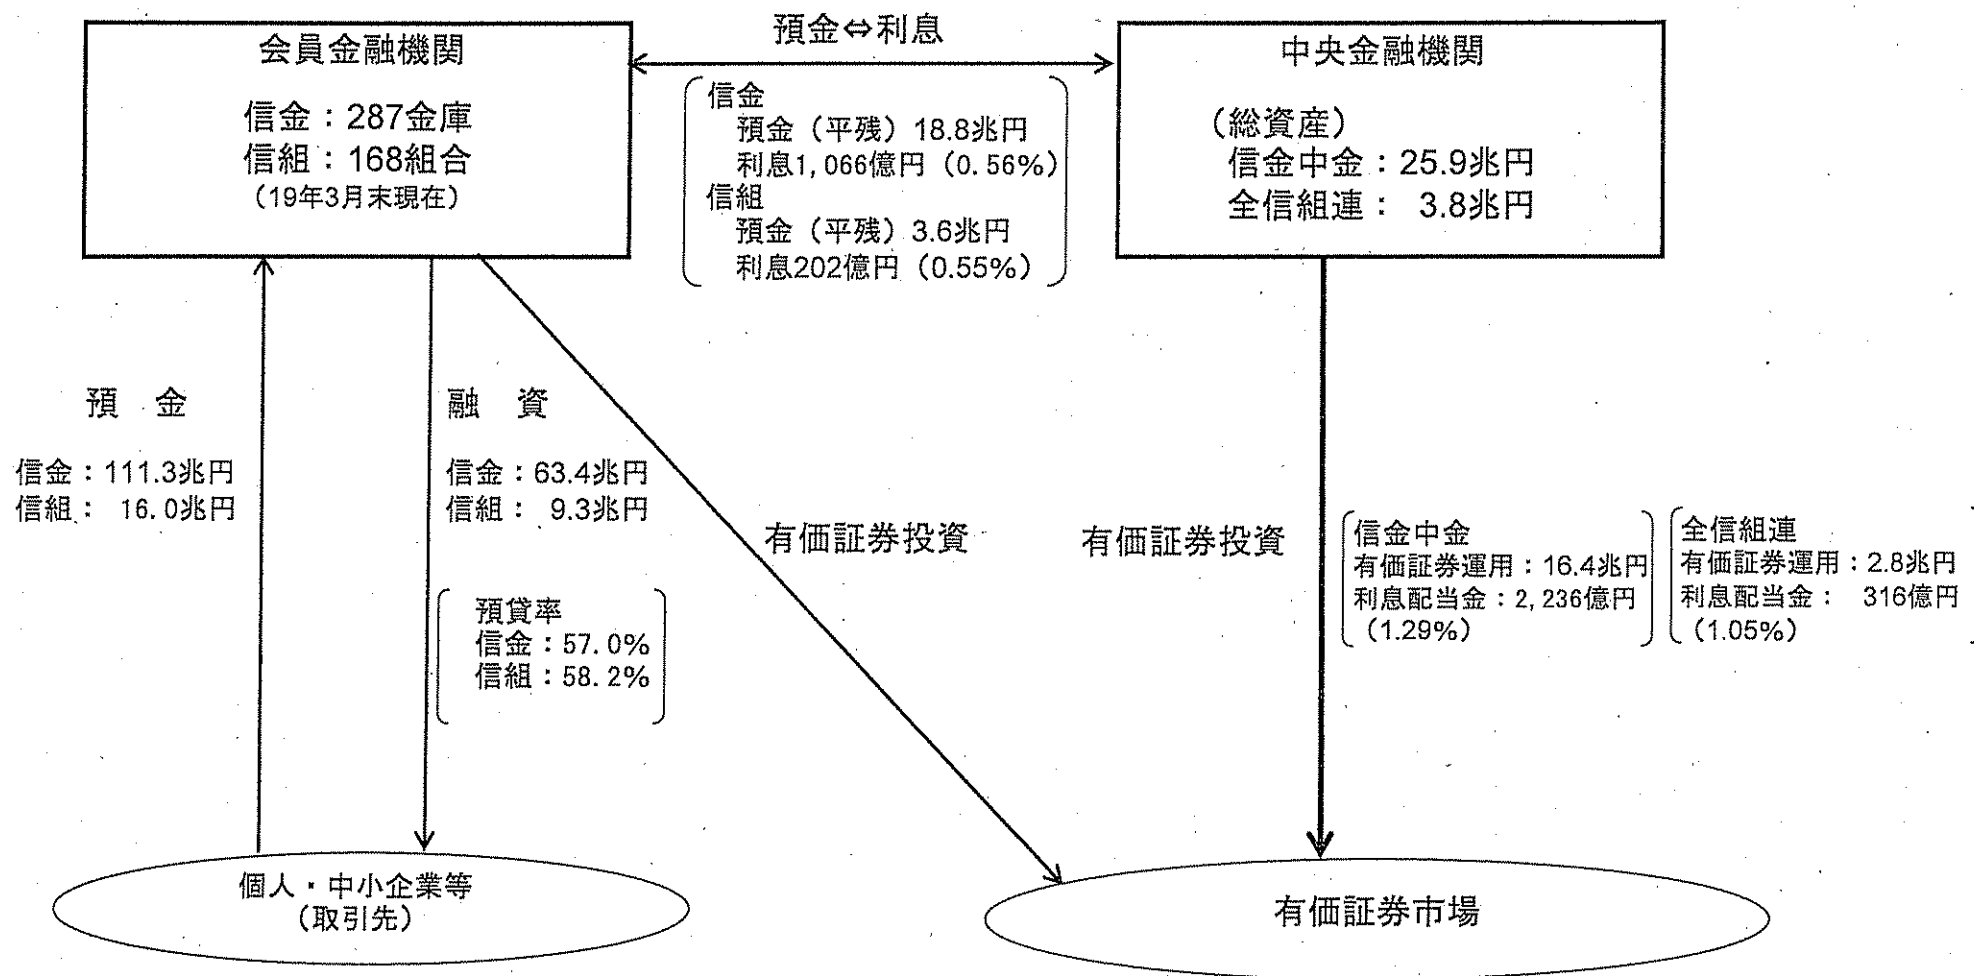 預金⇔利息
会員金融機関
信金：287金庫
信組：168組合
（19年3月末現在）
信金
預金（平残）18.8兆円
利息1,066億円（0.56%）
信組
預金（平残）3.6兆円
利息202億円（0.55%）
中央金融機関
（総資産）
信金中金：25.9兆円
全信組連： 3.8兆円
預 金
信金：111.3兆円
信組： 16.0兆円
融 資
信金：63.4兆円
信組： 9.3兆円
預貸率
信金：57.0%
信組：58.2%
有価証券投資
有価証券投資
信金中金
有価証券運用：16.4兆円
利息配当金：2,236億円
（1.29%）
全信組連
有価証券運用：2.8兆円
利息配当金： 316億円
（1.05%）
個人・中小企業等
（取引先）
有価証券市場